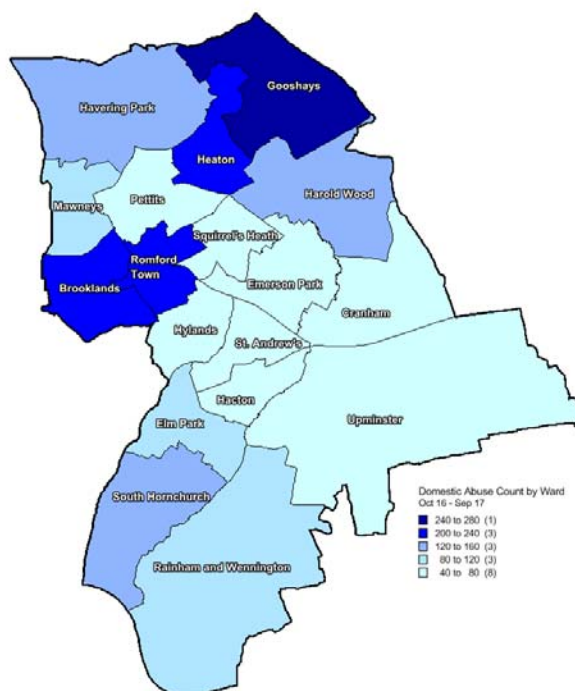 Gooshays
Havering Park
Heaton
Harold Wood
Pettits
Mawneys
Squirrel's Heath
Romford
Town
Emerson Park
Brooklands
Cranham
Hylands
St. Andrew's
Hacton
Upminster
Elm Park
South Hornchurch
Rainham and Wennington
Domestic Abuse Count by Ward
Oct 16 - Sep 17
240 to 280 (1)
200 to 240 (3)
120 to 160 (3)
80 to 120 (3)
40 to 80 (8)